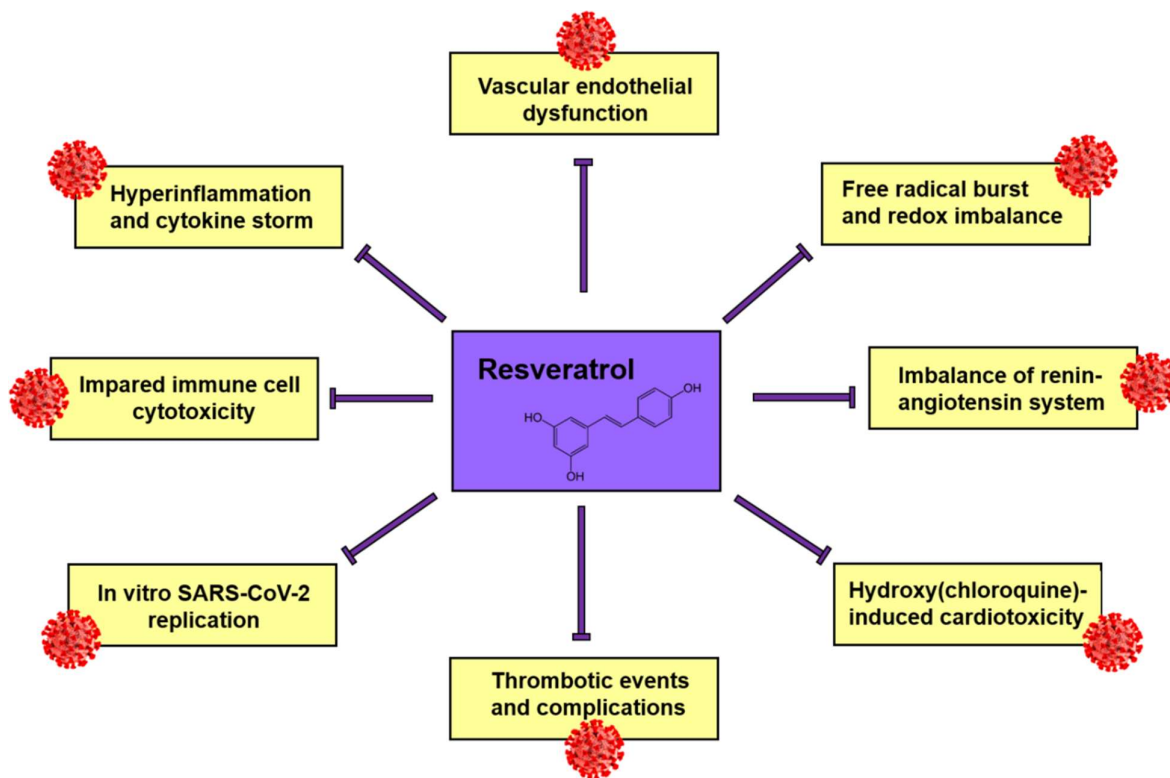 Vascular endothelial
dysfunction
Hyperinflammation
and cytokine storm
Free radical burst
and redox imbalance
Resveratrol
OH
HO
OH
Impared immune cell
cytotoxicity
Imbalance of renin-
angiotensin system
In vitro SARS-CoV-2
replication
Hydroxy(chloroquine)-
induced cardiotoxicity
Thrombotic events
and complications